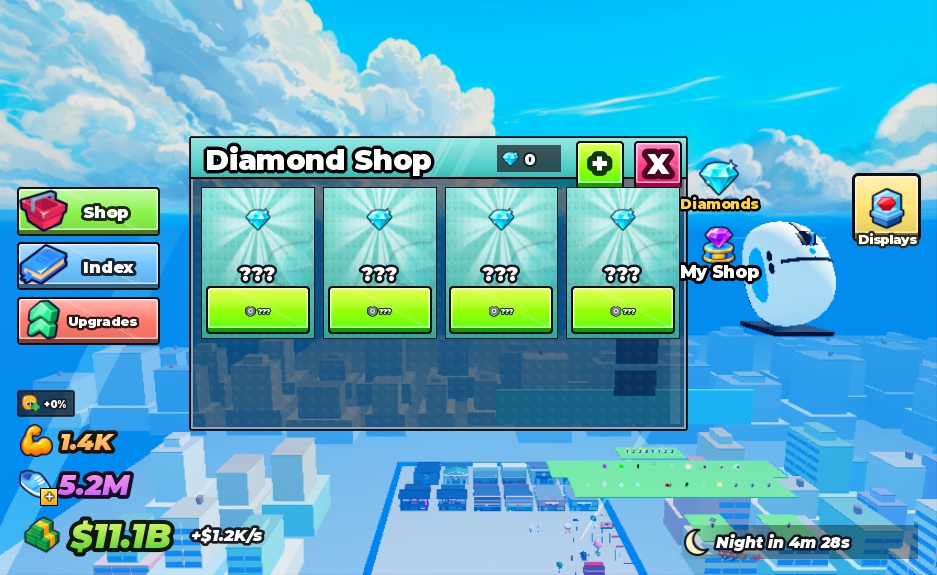 Diamond Shop
0
???
???
???
???
???
???
???
???
Shop
Index
Upgrades
Diamonds
My Shop
Displays
+0%
1.4K
5.2M
$11.1B
+$1.2K/s
Night in 4m 28s